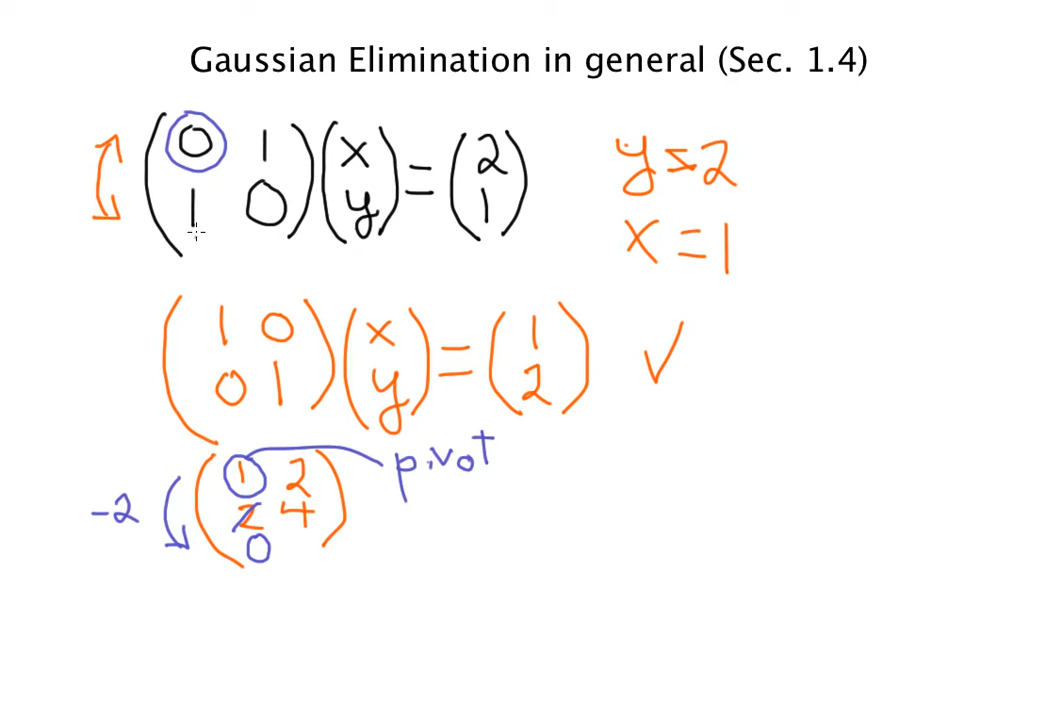 Gaussian Elimination in general (Sec. 1.4)
( 0 1 ) ( x ) = ( 2 ) y = 2
( 1 0 ) ( y ) ( 1 ) x = 1
( 1 0 ) ( x ) = ( 1 ) ✓
( 0 1 ) ( y ) ( 2 )
( 1 2 ) pivot
-2 ( 2 4 )
0